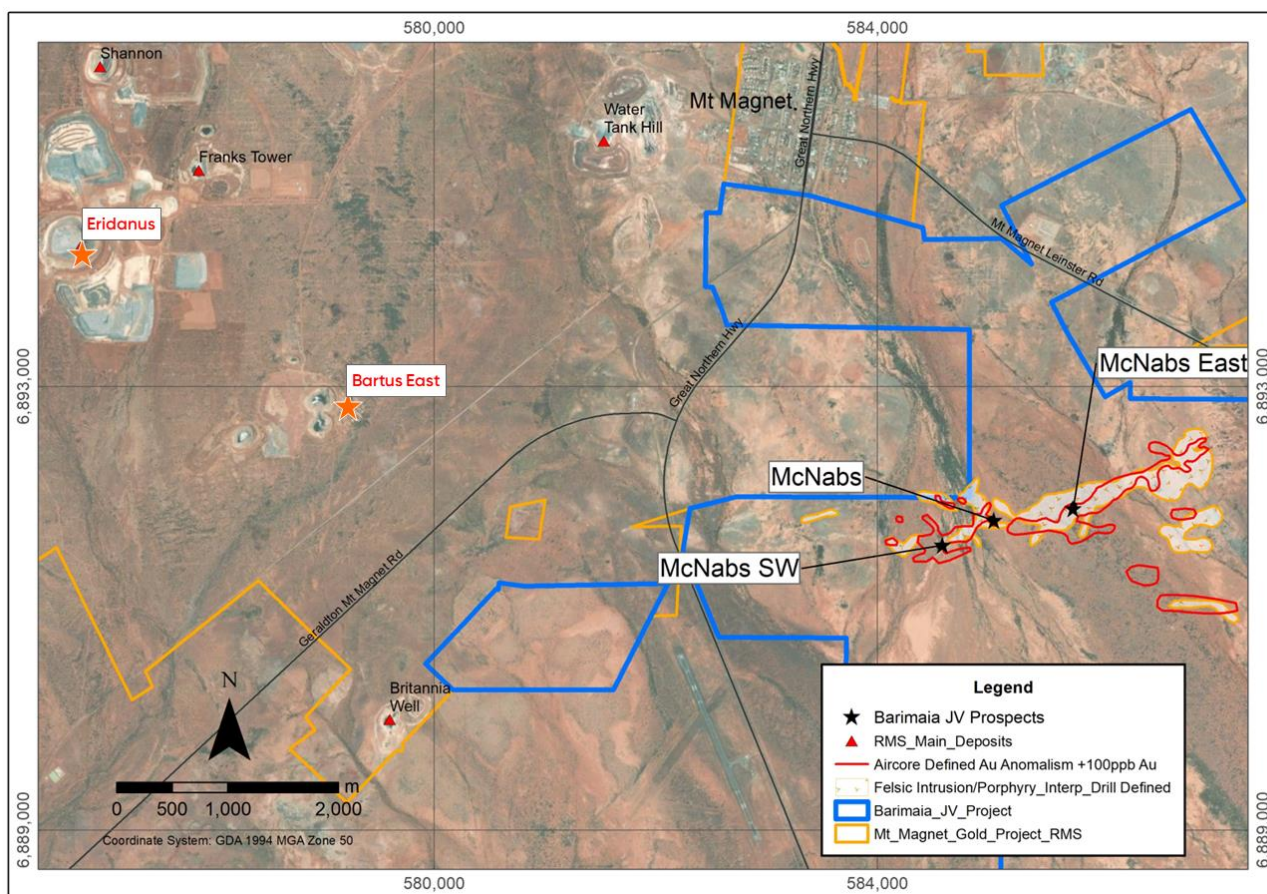 580,000
584,000
Shannon
Water
Tank Hill
Mt Magnet
Great Northern Hwy
Franks Tower
Eridanus
Mt Magnet Leinster Rd
6,893,000
6,893,000
Bartus East
Great Northern Hwy
McNabs East
McNabs
McNabs SW
Geraldton Mt Magnet Rd
Britannia
Well
N
m
0 500 1,000 2,000
Coordinate System: GDA 1994 MGA Zone 50
Legend
Barimaia JV Prospects
RMS_Main_Deposits
Aircore Defined Au Anomalism +100ppb Au
Felsic Intrusion/Porphyry_Interp_Drill Defined
Barimaia_JV_Project
Mt_Magnet_Gold_Project_RMS
6,889,000
6,889,000
580,000
584,000